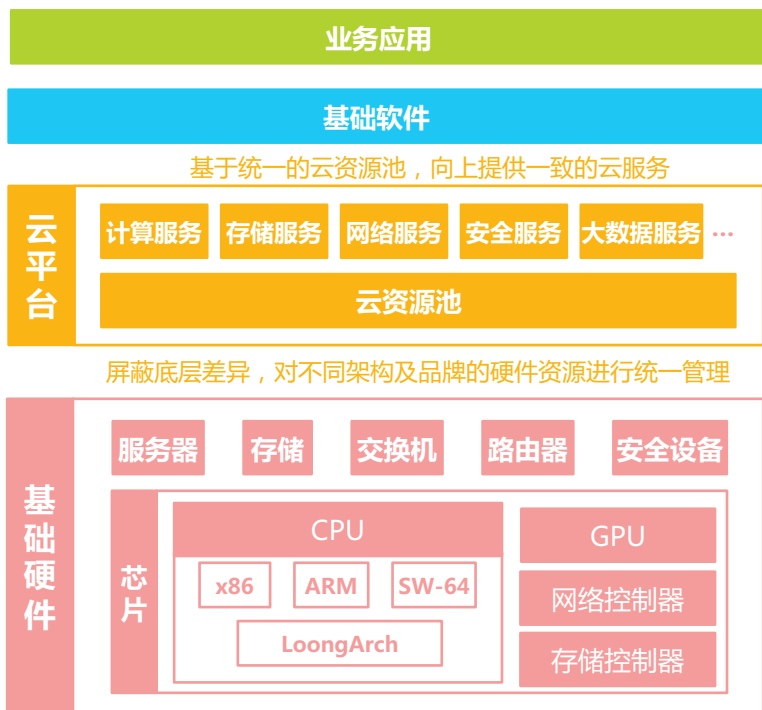 业务应用
基础软件
基于统一的云资源池，向上提供一致的云服务
云平台
计算服务 存储服务 网络服务 安全服务 大数据服务 ...
云资源池
屏蔽底层差异，对不同架构及品牌的硬件资源进行统一管理
基础硬件
服务器 存储 交换机 路由器 安全设备
芯片
CPU
x86 ARM SW-64
LoongArch
GPU
网络控制器
存储控制器